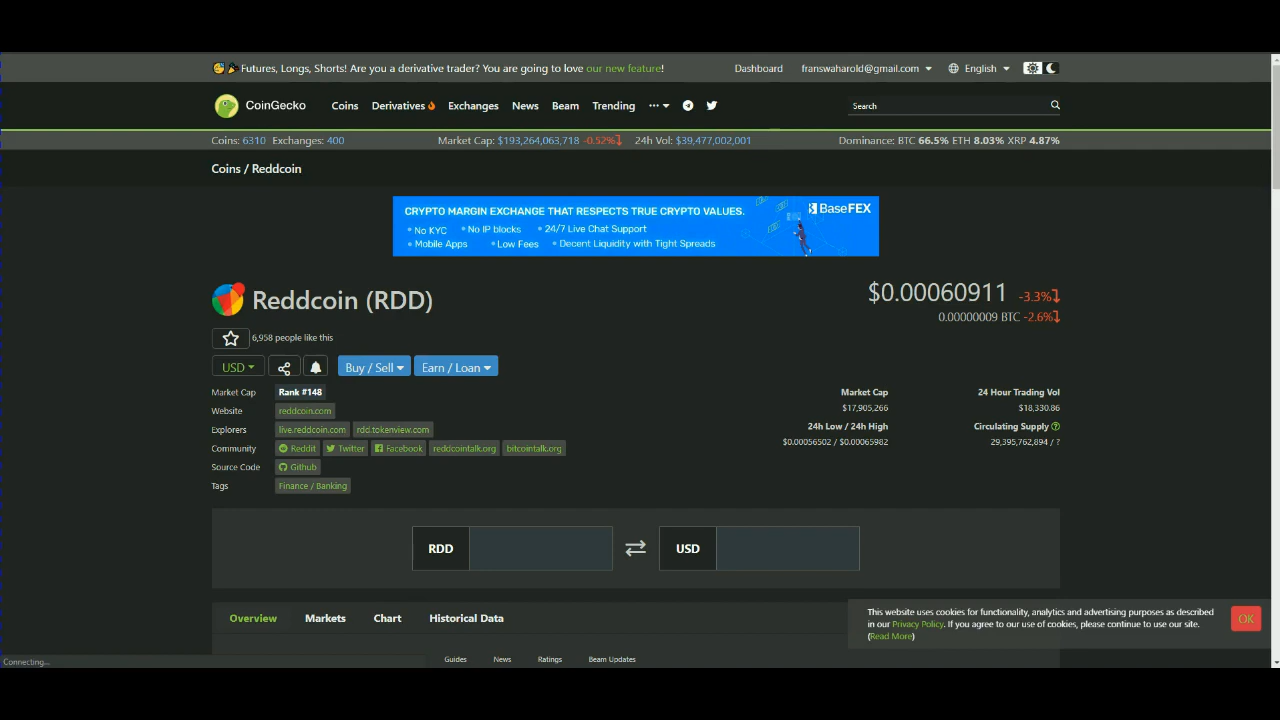 Futures, Longs, Shorts! Are you a derivative trader? You are going to love our new feature!
Dashboard franswaharold@gmail.com English
CoinGecko Coins Derivatives Exchanges News Beam Trending Search
Coins: 6310 Exchanges: 400 Market Cap: $193,264,063,718 -0.52% 24h Vol: $39,477,002,001 Dominance: BTC 66.5% ETH 8.03% XRP 4.87%
Coins / Reddcoin
CRYPTO MARGIN EXCHANGE THAT RESPECTS TRUE CRYPTO VALUES. BaseFEX
• No KYC • No IP blocks • 24/7 Live Chat Support
• Mobile Apps • Low Fees • Decent Liquidity with Tight Spreads
Reddcoin (RDD)
$0.00060911 -3.3%
0.00000009 BTC -2.6%
6,958 people like this
USD Buy / Sell Earn / Loan
Market Cap Rank #148
Website reddcoin.com
Explorers live.reddcoin.com rdd.tokenview.com
Community Reddit Twitter Facebook reddcointalk.org bitcointalk.org
Source Code Github
Tags Finance / Banking
Market Cap 24 Hour Trading Vol
$17,905,266 $18,330.86
24h Low / 24h High Circulating Supply
$0.00056502 / $0.00065982 29,395,762,894 / ?
RDD USD
Overview Markets Chart Historical Data
This website uses cookies for functionality, analytics and advertising purposes as described
in our Privacy Policy. If you agree to our use of cookies, please continue to use our site.
(Read More)
OK
Guides News Ratings Beam Updates
Connecting...